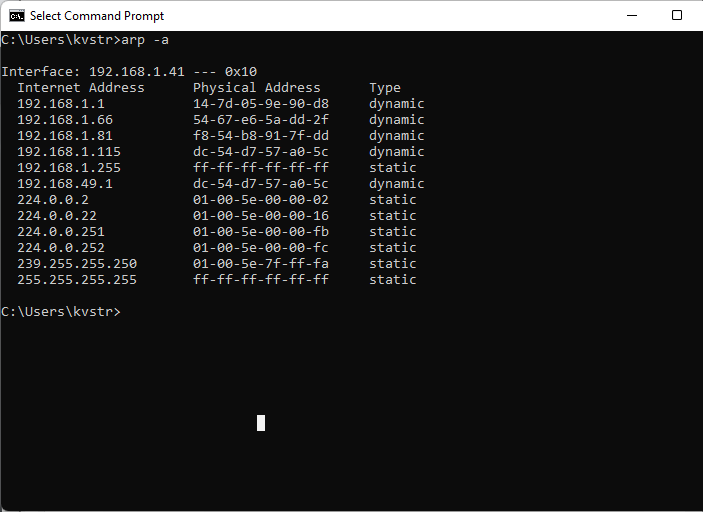 Select Command Prompt
C:\Users\kvstr>arp -a
Interface: 192.168.1.41 --- 0x10
  Internet Address      Physical Address      Type
  192.168.1.1           14-7d-05-9e-90-d8     dynamic
  192.168.1.66          54-67-e6-5a-dd-2f     dynamic
  192.168.1.81          f8-54-b8-91-7f-dd     dynamic
  192.168.1.115         dc-54-d7-57-a0-5c     dynamic
  192.168.1.255         ff-ff-ff-ff-ff-ff     static
  192.168.49.1          dc-54-d7-57-a0-5c     dynamic
  224.0.0.2             01-00-5e-00-00-02     static
  224.0.0.22            01-00-5e-00-00-16     static
  224.0.0.251           01-00-5e-00-00-fb     static
  224.0.0.252           01-00-5e-00-00-fc     static
  239.255.255.250       01-00-5e-7f-ff-fa     static
  255.255.255.255       ff-ff-ff-ff-ff-ff     static
C:\Users\kvstr>